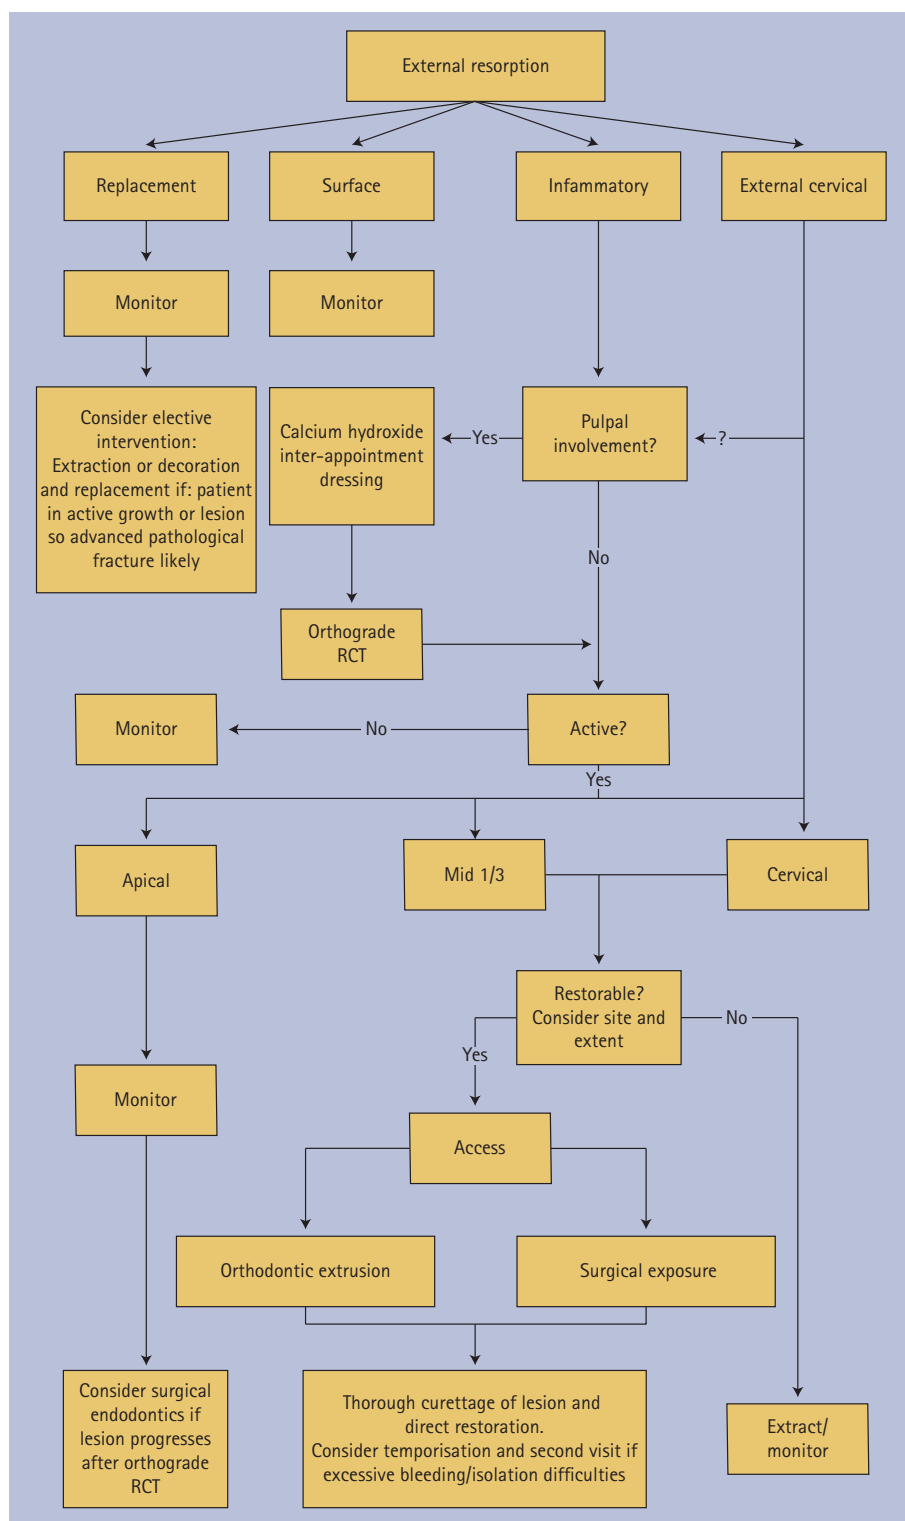 External resorption
Replacement
Surface
Infammatory
External cervical
Monitor
Monitor
Consider elective
intervention:
Extraction or decoration
and replacement if: patient
in active growth or lesion
so advanced pathological
fracture likely
Calcium hydroxide
inter-appointment
dressing
Yes
Pulpal
involvement?
?
No
Orthograde
RCT
Monitor
No
Active?
Yes
Apical
Mid 1/3
Cervical
Restorable?
Consider site and
extent
No
Yes
Monitor
Access
Orthodontic extrusion
Surgical exposure
Consider surgical
endodontics if
lesion progresses
after orthograde
RCT
Thorough curettage of lesion and
direct restoration.
Consider temporisation and second visit if
excessive bleeding/isolation difficulties
Extract/
monitor